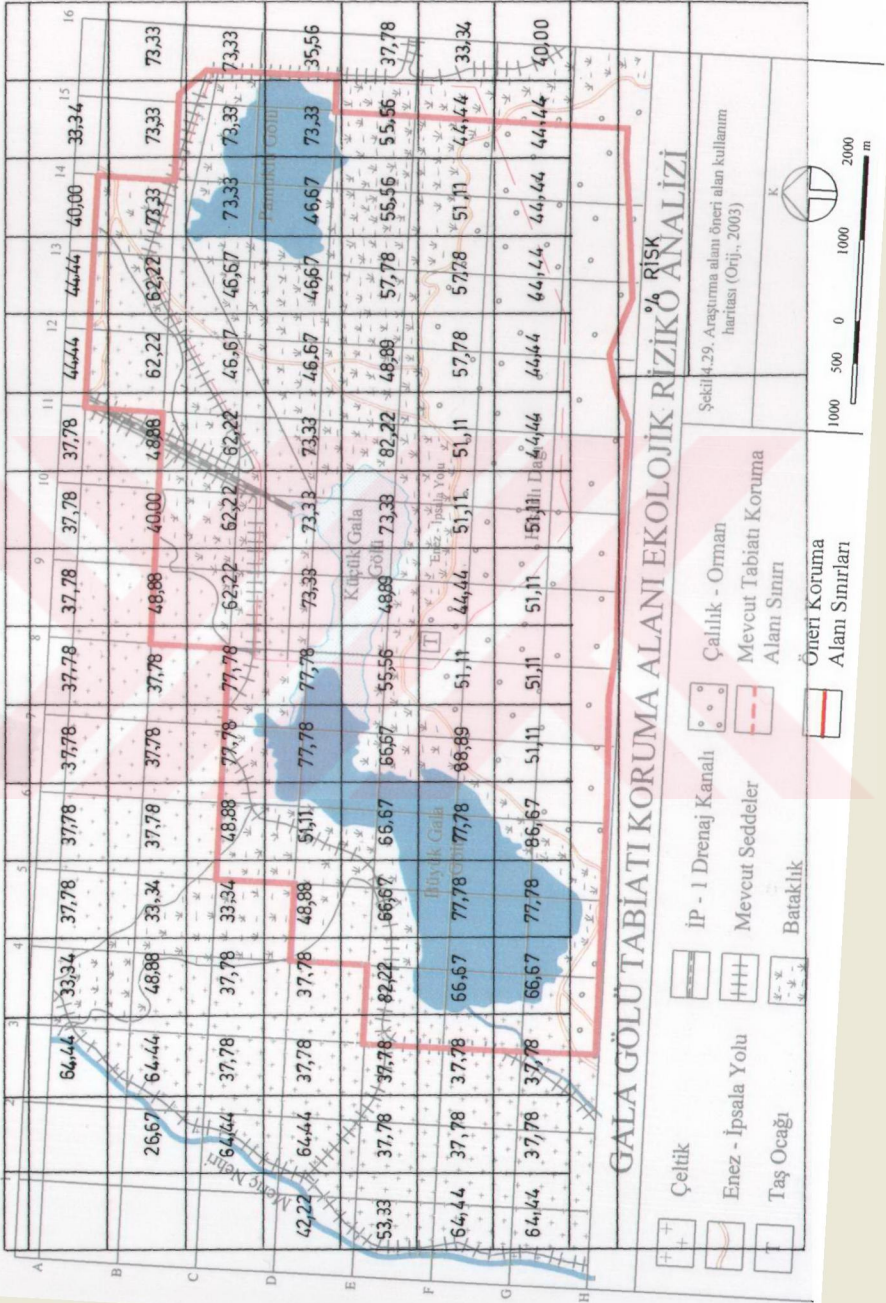 1 2 3 4 5 6 7 8 9 10 11 12 13 14 15 16
A 64,44 33,34 37,78 37,78 37,78 37,78 37,78 37,78 37,78 44,44 44,44 40,00 33,34
B 26,67 64,44 48,88 33,34 37,78 37,78 37,78 48,88 40,00 48,88 62,22 62,22 73,33 73,33 73,33
C 64,44 37,78 37,78 33,34 48,88 77,78 77,78 62,22 62,22 62,22 46,67 46,67 73,33 73,33 73,33
D 42,22 64,44 37,78 37,78 48,88 51,11 77,78 77,78 73,33 73,33 73,33 46,67 46,67 46,67 73,33 35,56
E 53,33 37,78 37,78 82,22 66,67 66,67 66,67 55,56 48,89 73,33 82,22 48,89 57,78 55,56 55,56 37,78
F 64,44 37,78 37,78 66,67 77,78 77,78 68,89 51,11 44,44 51,11 51,11 57,78 57,78 51,11 44,44 33,34
G 64,44 37,78 37,78 66,67 77,78 86,67 51,11 51,11 51,11 51,11 44,44 44,44 44,44 44,44 44,44 40,00
H
Meriç Nehri
Büyük Gala
Gölü
Küçük Gala
Gölü
Pamuklu Gölü
Enez - İpsala Yolu
T
% RİSK
GALA GÖLÜ TABİATI KORUMA ALANI EKOLOJİK RİZİKO ANALİZİ
Çeltik
Enez - İpsala Yolu
T Taş Ocağı
İP - 1 Drenaj Kanalı
Mevcut Seddeler
Bataklık
Çalılık - Orman
Mevcut Tabiatı Koruma
Alanı Sınırı
Öneri Koruma
Alanı Sınırları
Şekil 4.29. Araştırma alanı öneri alan kullanım
haritası (Orij., 2003)
K
1000 500 0 1000 2000
m